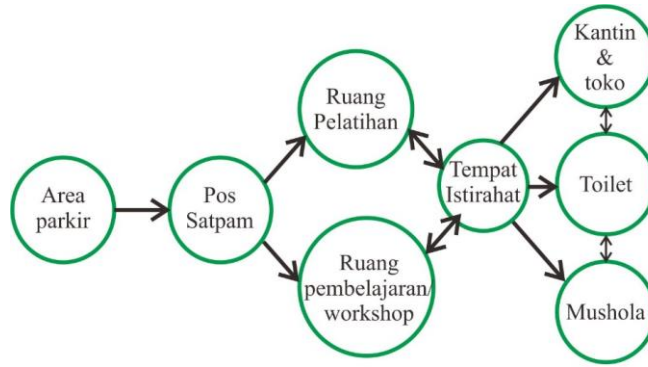 Area
parkir
Pos
Satpam
Ruang
Pelatihan
Ruang
pembelajaran/
workshop
Tempat
Istirahat
Kantin
&
toko
Toilet
Mushola